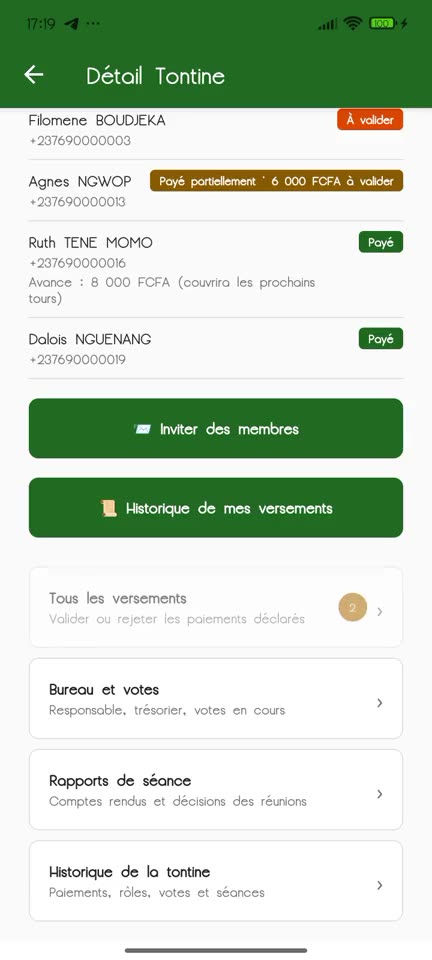 17:19 ...
100
Détail Tontine
Filomene BOUDJEKA
À valider
+237690000003
Agnes NGWOP
Payé partiellement · 6 000 FCFA à valider
+237690000013
Ruth TENE MOMO
Payé
+237690000016
Avance : 8 000 FCFA (couvrira les prochains
tours)
Dalois NGUENANG
Payé
+237690000019
Inviter des membres
Historique de mes versements
Tous les versements
2
Valider ou rejeter les paiements déclarés
Bureau et votes
Responsable, trésorier, votes en cours
Rapports de séance
Comptes rendus et décisions des réunions
Historique de la tontine
Paiements, rôles, votes et séances